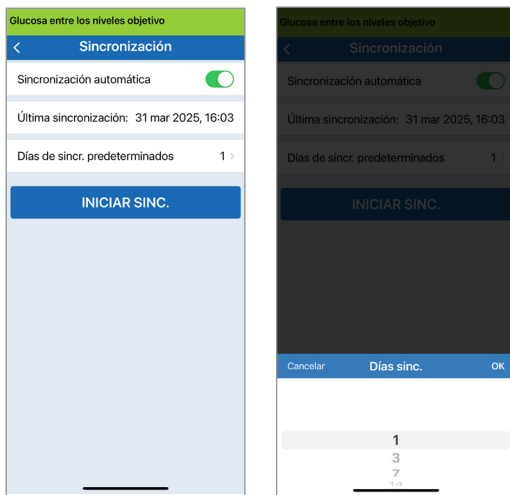 Glucosa entre los niveles objetivo
Sincronización
Sincronización automática
Última sincronización: 31 mar 2025, 16:03
Días de sincr. predeterminados 1
INICIAR SINC.
Glucosa entre los niveles objetivo
Sincronización
Sincronización automática
Última sincronización: 31 mar 2025, 16:03
Días de sincr. predeterminados 1
INICIAR SINC.
Cancelar Días sinc. OK
1
3
7
14